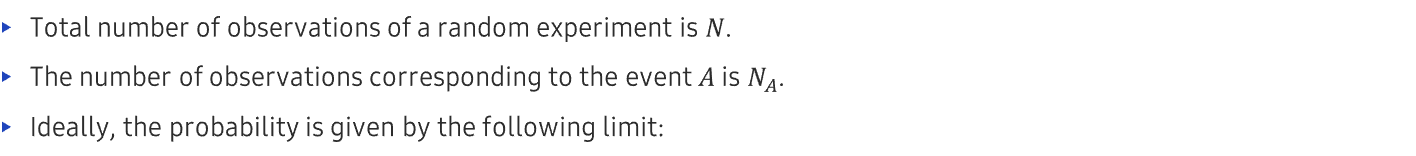 ▸ Total number of observations of a random experiment is N.
▸ The number of observations corresponding to the event A is N_A.
▸ Ideally, the probability is given by the following limit: